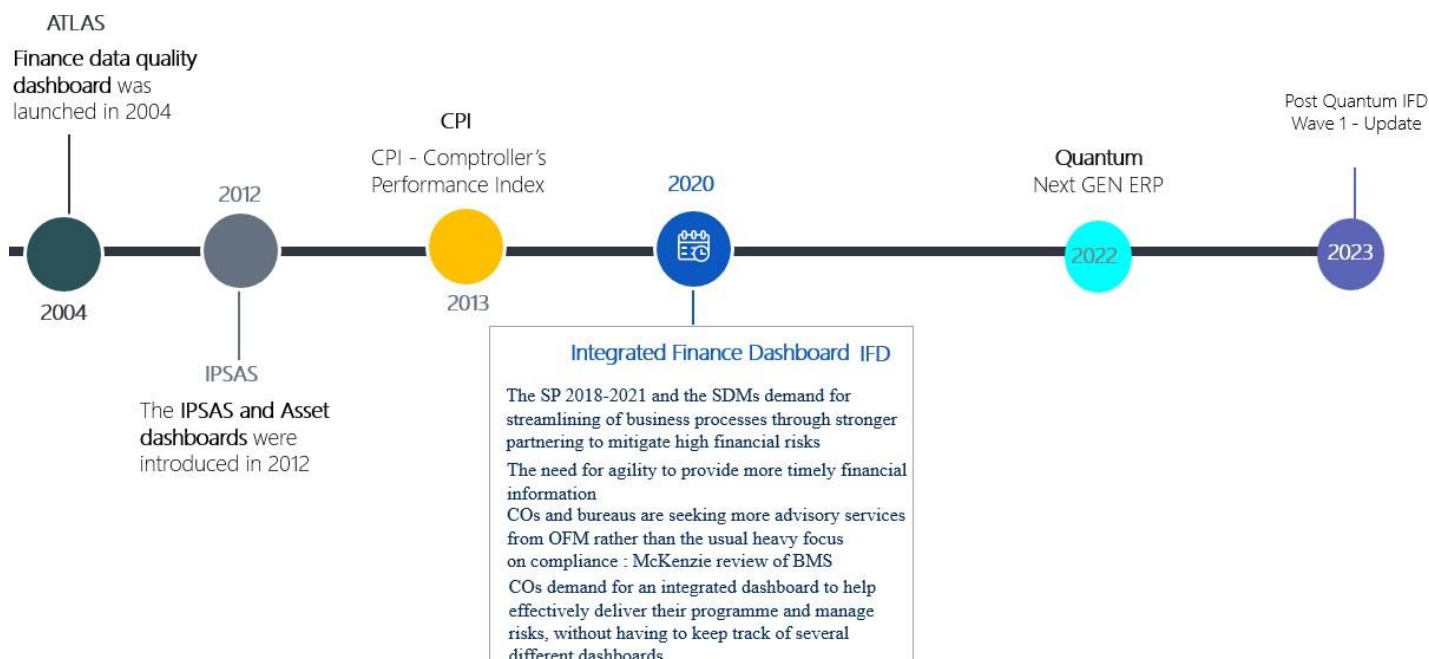 ATLAS
Finance data quality
dashboard was
launched in 2004
2004
2012
IPSAS
The IPSAS and Asset
dashboards were
introduced in 2012
CPI
CPI - Comptroller's
Performance Index
2013
2020
Integrated Finance Dashboard IFD
The SP 2018-2021 and the SDMs demand for
streamlining of business processes through stronger
partnering to mitigate high financial risks
The need for agility to provide more timely financial
information
COs and bureaus are seeking more advisory services
from OFM rather than the usual heavy focus
on compliance : McKenzie review of BMS
COs demand for an integrated dashboard to help
effectively deliver their programme and manage
risks, without having to keep track of several
different dashboards
Quantum
Next GEN ERP
2022
Post Quantum IFD
Wave 1 - Update
2023